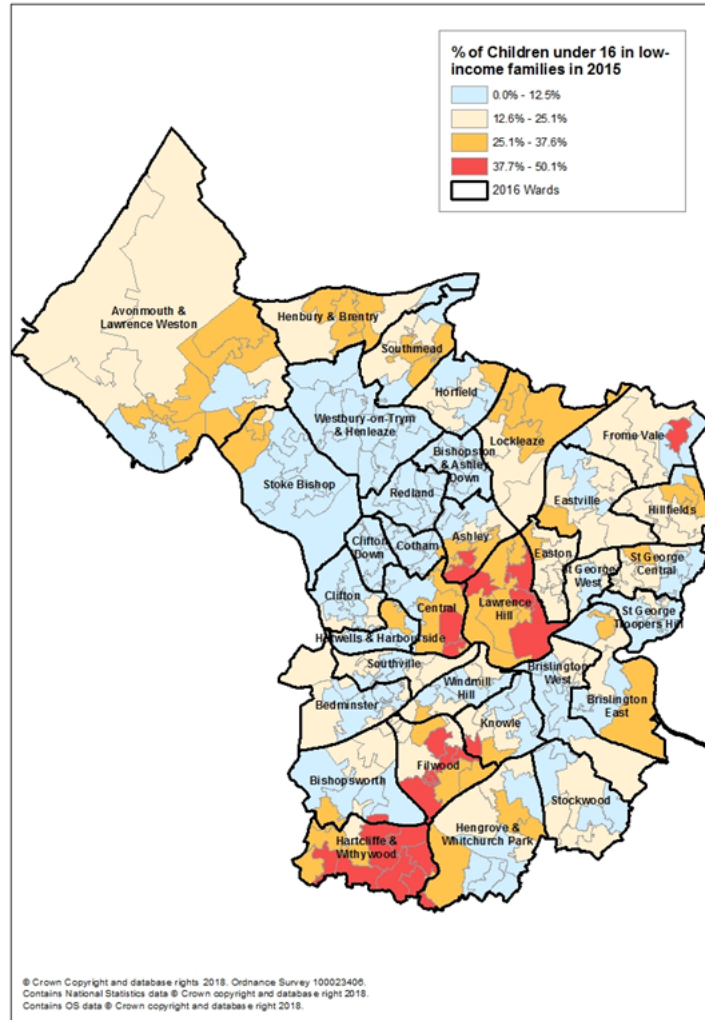 % of Children under 16 in low-
income families in 2015
0.0% - 12.5%
12.6% - 25.1%
25.1% - 37.6%
37.7% - 50.1%
2016 Wards
Avonmouth &
Lawrence Weston
Henbury & Brentry
Southmead
Horfield
Westbury-on-Trym
& Henleaze
Lockleaze
Frome Vale
Bishopston
& Ashley
Down
Stoke Bishop
Redland
Eastville
Hillfields
Ashley
Clifton
Down
Cotham
Easton
St George
West
St George
Central
Clifton
Central
Lawrence
Hill
St George
Troopers Hill
Hotwells & Harbourside
Southville
Brislington
West
Windmill
Hill
Bedminster
Brislington
East
Knowle
Filwood
Bishopsworth
Stockwood
Hengrove &
Whitchurch Park
Hartcliffe &
Withywood
© Crown Copyright and database rights 2018. Ordnance Survey 100023406.
Contains National Statistics data © Crown copyright and database right 2018.
Contains OS data © Crown copyright and database right 2018.